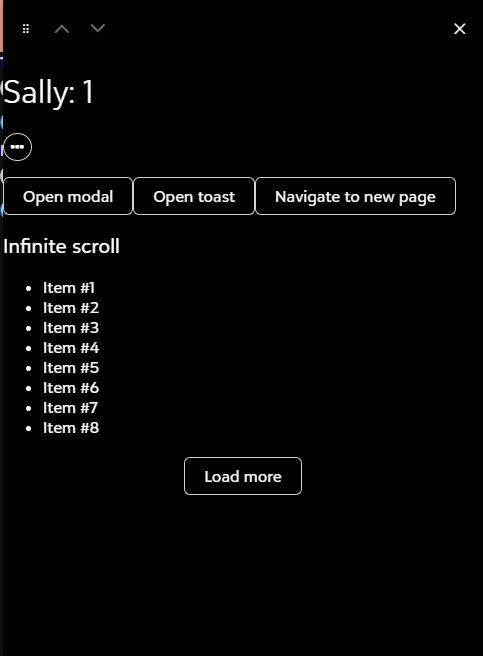 Sally: 1
Open modal Open toast Navigate to new page
Infinite scroll
Item #1
Item #2
Item #3
Item #4
Item #5
Item #6
Item #7
Item #8
Load more